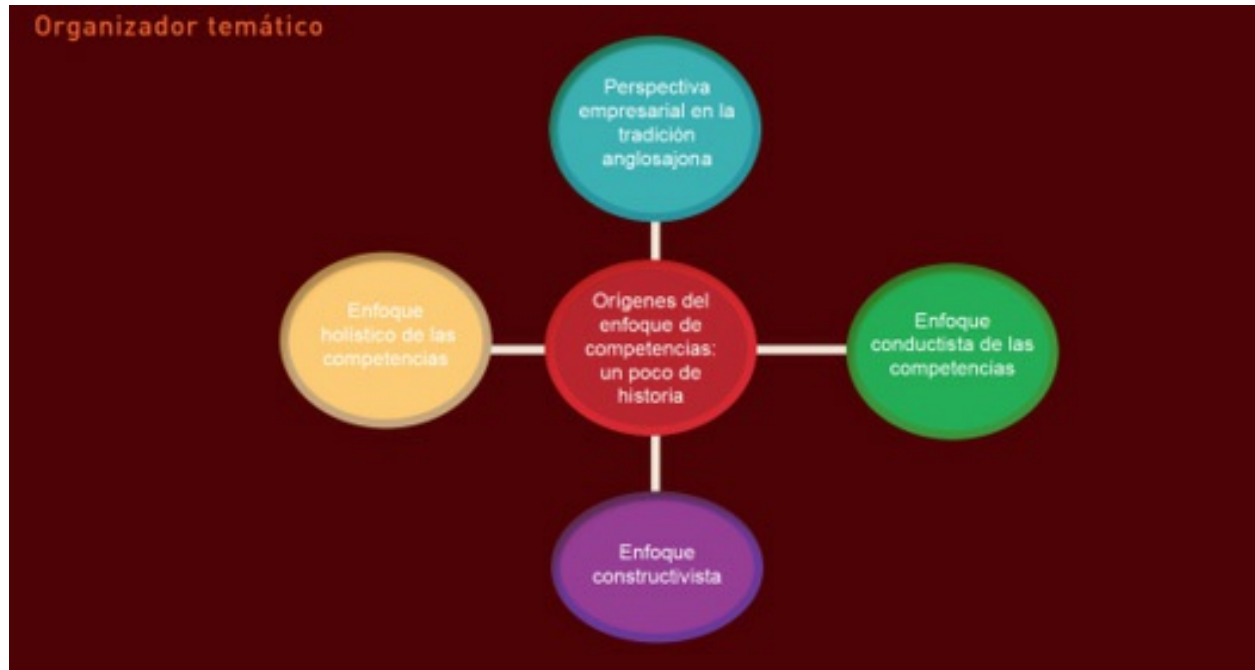 Organizador temático
Perspectiva
empresarial en la
tradición
anglosajona
Enfoque
holístico de las
competencias
Orígenes del
enfoque de
competencias:
un poco de
historia
Enfoque
conductista de las
competencias
Enfoque
constructivista